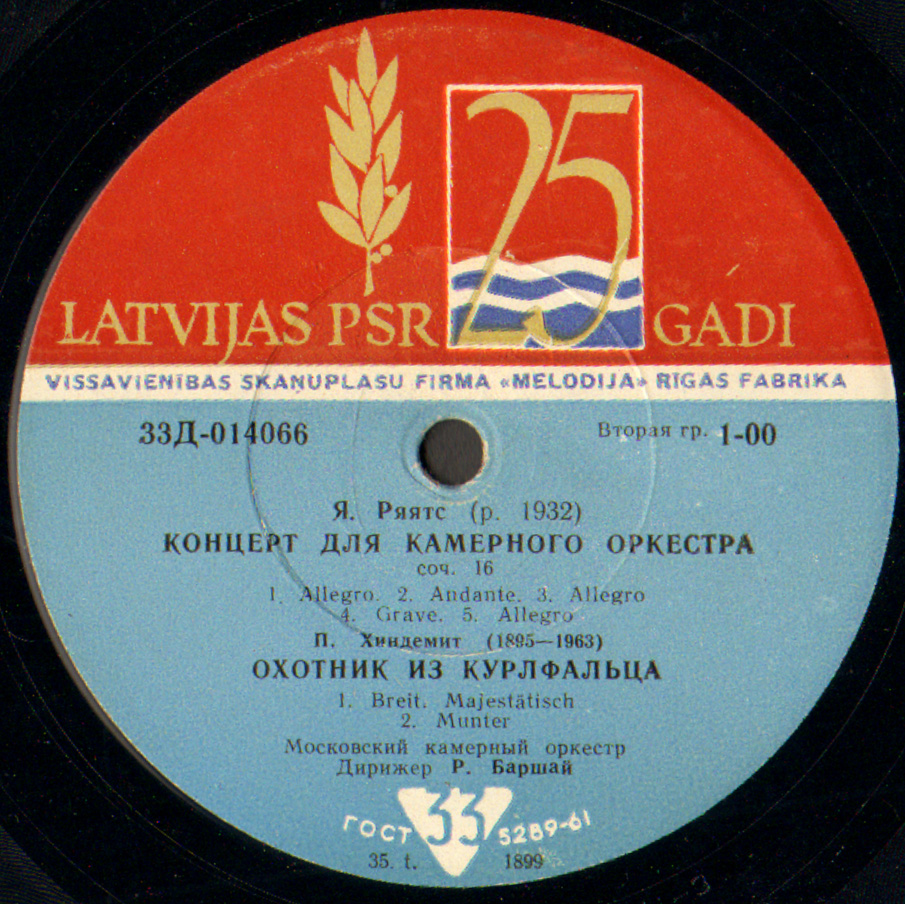 LATVIJAS PSR 25 GADI
VISSAVIENĪBAS SKAŅUPLAŠU FIRMA «MELODIJA» RĪGAS FABRIKA
33Д-014066 Вторая гр. 1-00
Я. Ряятс (р. 1932)
КОНЦЕРТ ДЛЯ КАМЕРНОГО ОРКЕСТРА
соч. 16
1. Allegro. 2. Andante. 3. Allegro
4. Grave. 5. Allegro
П. Хиндемит (1895—1963)
ОХОТНИК ИЗ КУРЛФАЛЬЦА
1. Breit. Majestätisch
2. Munter
Московский камерный оркестр
Дирижер Р. Баршай
ГОСТ 33 5289-61
35. t. 1899